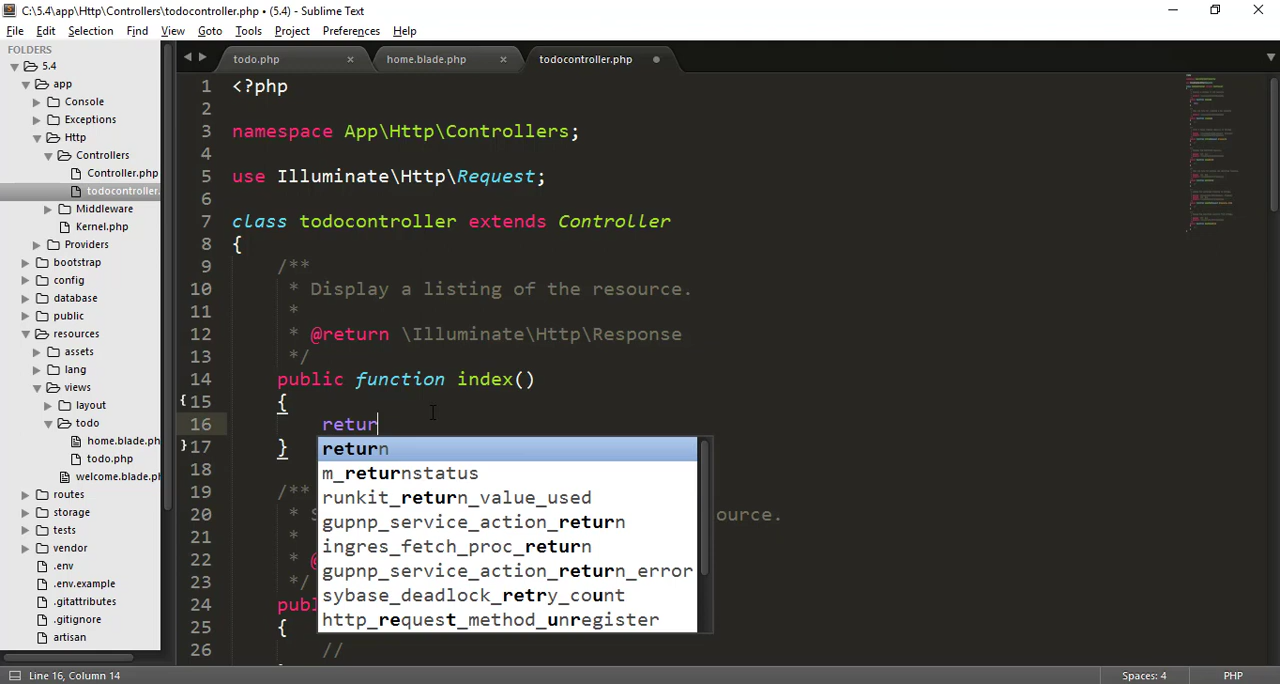 C:\5.4\app\Http\Controllers\todocontroller.php • (5.4) - Sublime Text
File Edit Selection Find View Goto Tools Project Preferences Help
FOLDERS
5.4
app
Console
Exceptions
Http
Controllers
Controller.php
todocontroller.
Middleware
Kernel.php
Providers
bootstrap
config
database
public
resources
assets
lang
views
layout
todo
home.blade.ph
todo.php
welcome.blade.ph
routes
storage
tests
vendor
.env
.env.example
.gitattributes
.gitignore
artisan
todo.php × home.blade.php × todocontroller.php •
1 <?php
2
3 namespace App\Http\Controllers;
4
5 use Illuminate\Http\Request;
6
7 class todocontroller extends Controller
8 {
9 /**
10 * Display a listing of the resource.
11 *
12 * @return \Illuminate\Http\Response
13 */
14 public function index()
15 {
16 retur
17 }
18
19 /**
20 * S ource.
21 *
22 * @
23 */
24 publ
25 {
26 //
return
m_returnstatus
runkit_return_value_used
gupnp_service_action_return
ingres_fetch_proc_return
gupnp_service_action_return_error
sybase_deadlock_retry_count
http_request_method_unregister
Line 16, Column 14 Spaces: 4 PHP